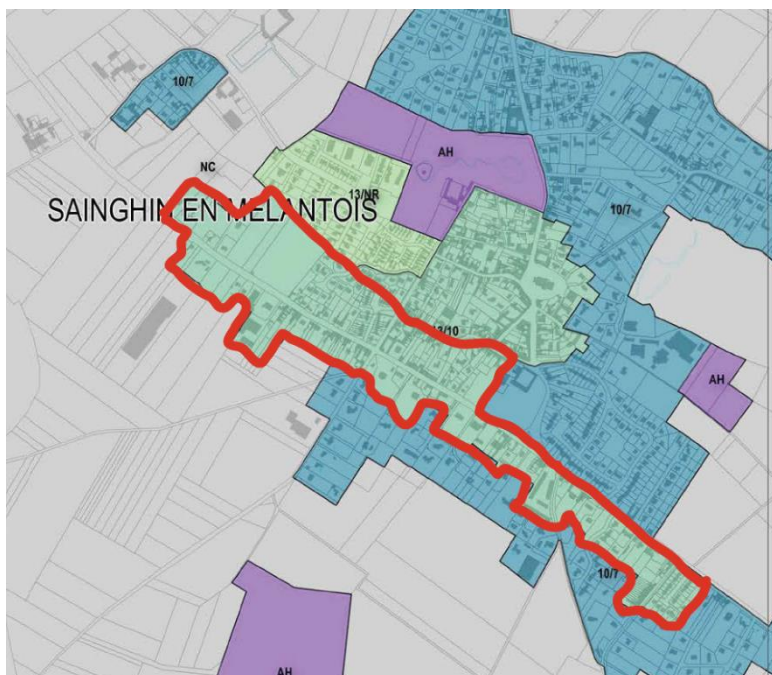 10/7
AH
NC
13/NR
SAINGHIN EN MELANTOIS
10/7
13/10
AH
10/7
AH